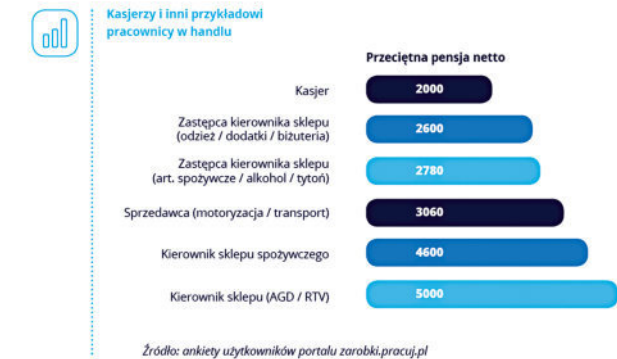 Kasjerzy i inni przykładowi
pracownicy w handlu
Przeciętna pensja netto
Kasjer 2000
Zastępca kierownika sklepu
(odzież / dodatki / biżuteria) 2600
Zastępca kierownika sklepu
(art. spożywcze / alkohol / tytoń) 2780
Sprzedawca (motoryzacja / transport) 3060
Kierownik sklepu spożywczego 4600
Kierownik sklepu (AGD / RTV) 5000
Źródło: ankiety użytkowników portalu zarobki.pracuj.pl